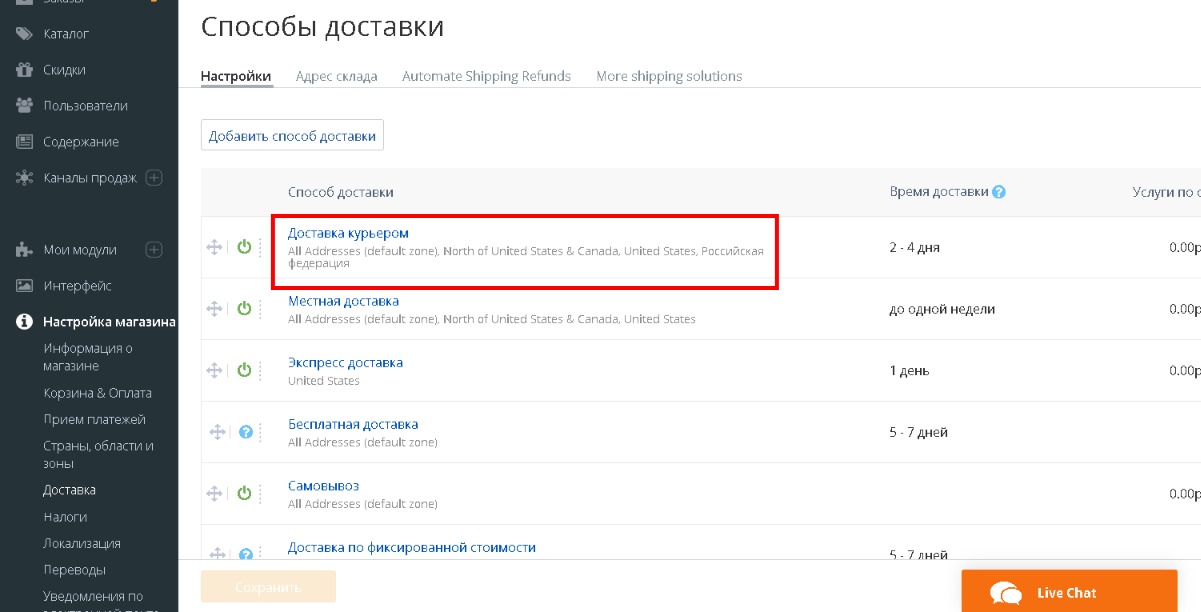 Заказы
Каталог
Скидки
Пользователи
Содержание
Каналы продаж
Мои модули
Интерфейс
Настройка магазина
Информация о
магазине
Корзина & Оплата
Прием платежей
Страны, области и
зоны
Доставка
Налоги
Локализация
Переводы
Уведомления по
электронной почте
Способы доставки
Настройки Адрес склада Automate Shipping Refunds More shipping solutions
Добавить способ доставки
Способ доставки Время доставки ? Услуги по
Доставка курьером
All Addresses (default zone), North of United States & Canada, United States, Российская
федерация
2 - 4 дня 0.00р
Местная доставка
All Addresses (default zone), North of United States & Canada, United States
до одной недели 0.00р
Экспресс доставка
United States
1 день 0.00р
Бесплатная доставка
All Addresses (default zone)
5 - 7 дней
Самовывоз
All Addresses (default zone)
0.00р
Доставка по фиксированной стоимости
5 - 7 дней
Сохранить
Live Chat